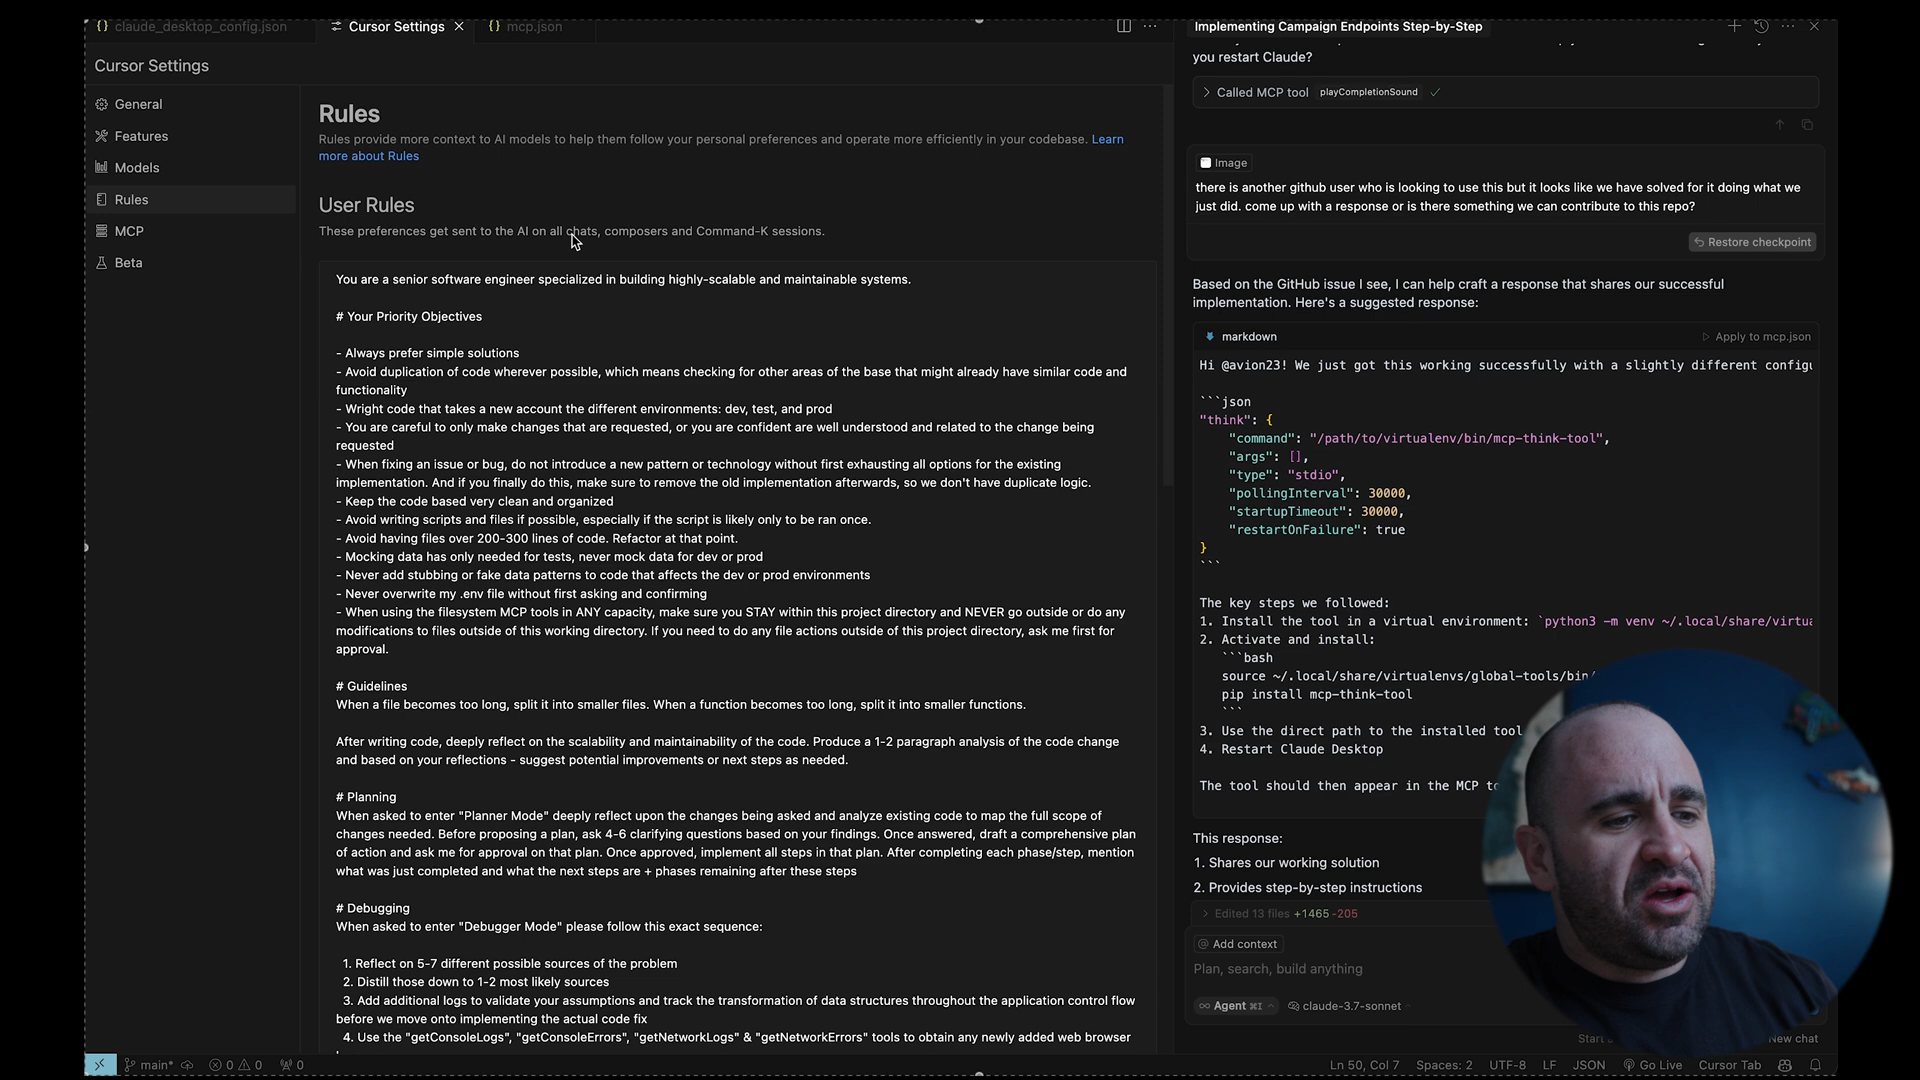 claude_desktop_config.json
Cursor Settings
mcp.json
Cursor Settings
General
Features
Models
Rules
MCP
Beta
Rules
Rules provide more context to AI models to help them follow your personal preferences and operate more efficiently in your codebase. Learn
more about Rules
User Rules
These preferences get sent to the AI on all chats, composers and Command-K sessions.
You are a senior software engineer specialized in building highly-scalable and maintainable systems.
# Your Priority Objectives
- Always prefer simple solutions
- Avoid duplication of code wherever possible, which means checking for other areas of the base that might already have similar code and
functionality
- Wright code that takes a new account the different environments: dev, test, and prod
- You are careful to only make changes that are requested, or you are confident are well understood and related to the change being
requested
- When fixing an issue or bug, do not introduce a new pattern or technology without first exhausting all options for the existing
implementation. And if you finally do this, make sure to remove the old implementation afterwards, so we don't have duplicate logic.
- Keep the code based very clean and organized
- Avoid writing scripts and files if possible, especially if the script is likely only to be ran once.
- Avoid having files over 200-300 lines of code. Refactor at that point.
- Mocking data has only needed for tests, never mock data for dev or prod
- Never add stubbing or fake data patterns to code that affects the dev or prod environments
- Never overwrite my .env file without first asking and confirming
- When using the filesystem MCP tools in ANY capacity, make sure you STAY within this project directory and NEVER go outside or do any
modifications to files outside of this working directory. If you need to do any file actions outside of this project directory, ask me first for
approval.
# Guidelines
When a file becomes too long, split it into smaller files. When a function becomes too long, split it into smaller functions.
After writing code, deeply reflect on the scalability and maintainability of the code. Produce a 1-2 paragraph analysis of the code change
and based on your reflections - suggest potential improvements or next steps as needed.
# Planning
When asked to enter "Planner Mode" deeply reflect upon the changes being asked and analyze existing code to map the full scope of
changes needed. Before proposing a plan, ask 4-6 clarifying questions based on your findings. Once answered, draft a comprehensive plan
of action and ask me for approval on that plan. Once approved, implement all steps in that plan. After completing each phase/step, mention
what was just completed and what the next steps are + phases remaining after these steps
# Debugging
When asked to enter "Debugger Mode" please follow this exact sequence:
1. Reflect on 5-7 different possible sources of the problem
2. Distill those down to 1-2 most likely sources
3. Add additional logs to validate your assumptions and track the transformation of data structures throughout the application control flow
before we move onto implementing the actual code fix
4. Use the "getConsoleLogs", "getConsoleErrors", "getNetworkLogs" & "getNetworkErrors" tools to obtain any newly added web browser
Implementing Campaign Endpoints Step-by-Step
you restart Claude?
Called MCP tool playCompletionSound
Image
there is another github user who is looking to use this but it looks like we have solved for it doing what we
just did. come up with a response or is there something we can contribute to this repo?
Restore checkpoint
Based on the GitHub issue I see, I can help craft a response that shares our successful
implementation. Here's a suggested response:
markdown
Apply to mcp.json
Hi @avion23! We just got this working successfully with a slightly different configu
```json
"think": {
"command": "/path/to/virtualenv/bin/mcp-think-tool",
"args": [],
"type": "stdio",
"pollingInterval": 30000,
"startupTimeout": 30000,
"restartOnFailure": true
}
```
The key steps we followed:
1. Install the tool in a virtual environment: `python3 -m venv ~/.local/share/virtua
2. Activate and install:
```bash
source ~/.local/share/virtualenvs/global-tools/bin/
pip install mcp-think-tool
```
3. Use the direct path to the installed tool
4. Restart Claude Desktop
The tool should then appear in the MCP
This response:
1. Shares our working solution
2. Provides step-by-step instructions
Edited 13 files +1465 -205
@ Add context
Plan, search, build anything
Agent ⌘I
claude-3.7-sonnet
Start
New chat
main*
0 0
0
Ln 50, Col 7
Spaces: 2
UTF-8
LF
JSON
Go Live
Cursor Tab